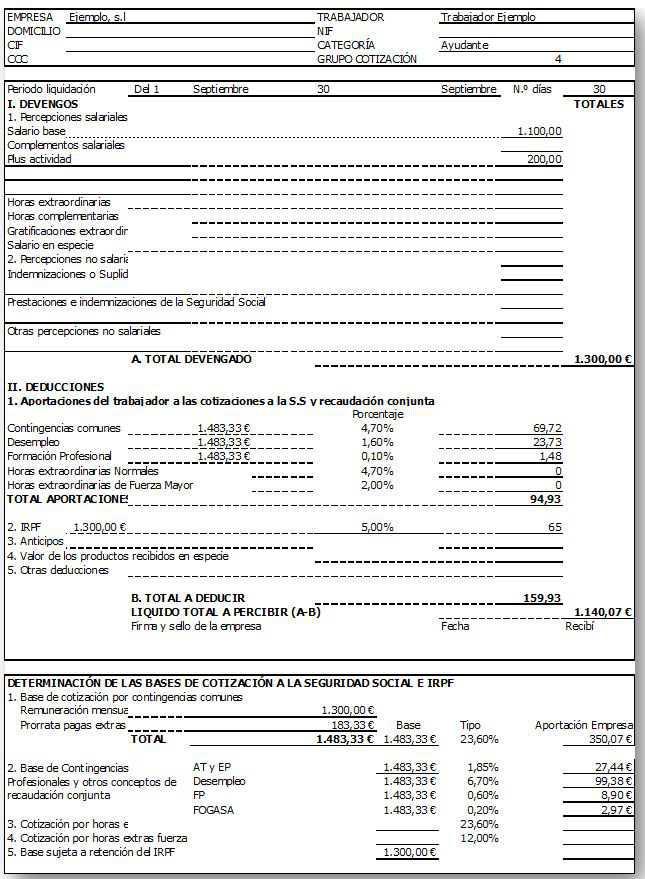 EMPRESA Ejemplo, s.l TRABAJADOR Trabajador Ejemplo
DOMICILIO NIF
CIF CATEGORÍA Ayudante
CCC GRUPO COTIZACIÓN 4
Periodo liquidación Del 1 Septiembre 30 Septiembre N.º días 30
I. DEVENGOS TOTALES
1. Percepciones salariales
Salario base 1.100,00
Complementos salariales
Plus actividad 200,00
Horas extraordinarias
Horas complementarias
Gratificaciones extraordir
Salario en especie
2. Percepciones no salaria
Indemnizaciones o Suplid
Prestaciones e indemnizaciones de la Seguridad Social
Otras percepciones no salariales
A. TOTAL DEVENGADO 1.300,00 €
II. DEDUCCIONES
1. Aportaciones del trabajador a las cotizaciones a la S.S y recaudación conjunta
Porcentaje
Contingencias comunes 1.483,33 € 4,70% 69,72
Desempleo 1.483,33 € 1,60% 23,73
Formación Profesional 1.483,33 € 0,10% 1,48
Horas extraordinarias Normales 4,70% 0
Horas extraordinarias de Fuerza Mayor 2,00% 0
TOTAL APORTACIONES 94,93
2. IRPF 1.300,00 € 5,00% 65
3. Anticipos
4. Valor de los productos recibidos en especie
5. Otras deducciones
B. TOTAL A DEDUCIR 159,93
LIQUIDO TOTAL A PERCIBIR (A-B) 1.140,07 €
Firma y sello de la empresa Fecha Recibí
DETERMINACIÓN DE LAS BASES DE COTIZACIÓN A LA SEGURIDAD SOCIAL E IRPF
1. Base de cotización por contingencias comunes
Remuneración mensua 1.300,00 €
Prorrata pagas extras 183,33 € Base Tipo Aportación Empresa
TOTAL 1.483,33 € 1.483,33 € 23,60% 350,07 €
2. Base de Contingencias AT y EP 1.483,33 € 1,85% 27,44 €
Profesionales y otros conceptos de Desempleo 1.483,33 € 6,70% 99,38 €
recaudación conjunta FP 1.483,33 € 0,60% 8,90 €
FOGASA 1.483,33 € 0,20% 2,97 €
3. Cotización por horas e 23,60%
4. Cotización por horas extras fuerza 12,00%
5. Base sujeta a retención del IRPF 1.300,00 €